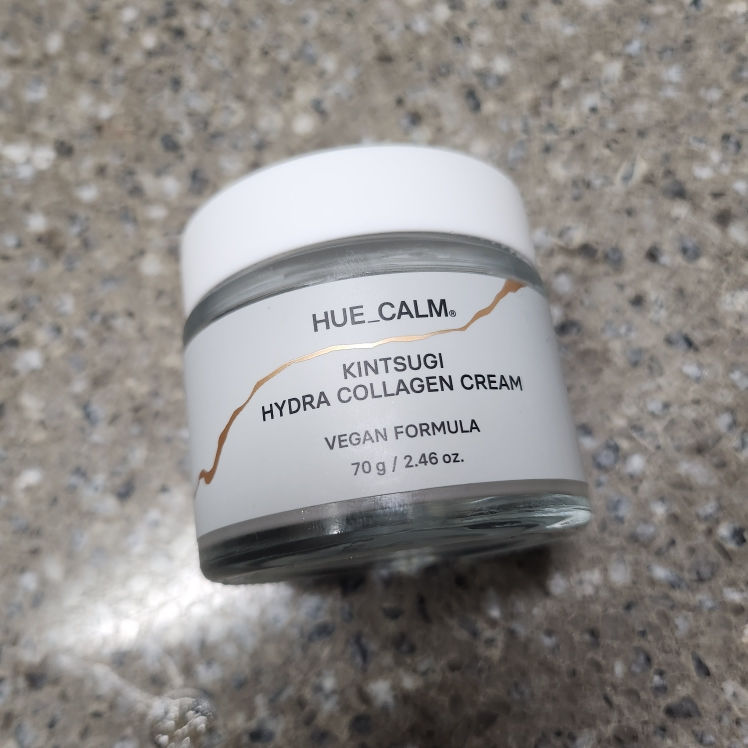 HUE_CALM®
KINTSUGI
HYDRA COLLAGEN CREAM
VEGAN FORMULA
70 g / 2.46 oz.